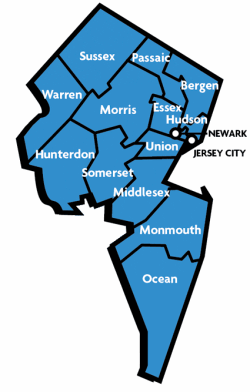 Sussex
Passaic
Bergen
Warren
Morris
Essex
Hudson
NEWARK
Union
JERSEY CITY
Hunterdon
Somerset
Middlesex
Monmouth
Ocean